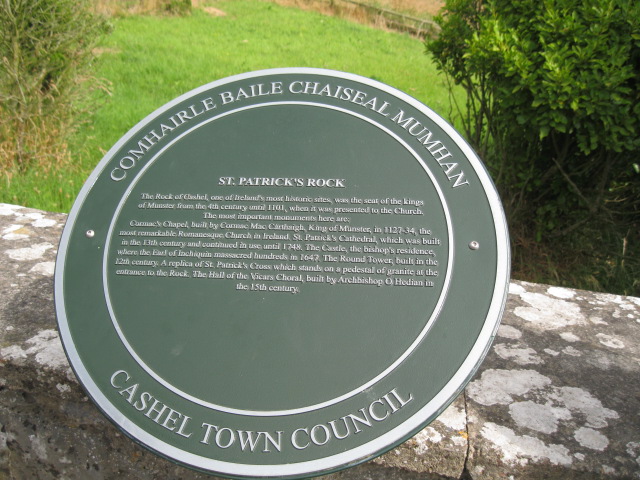 COMHAIRLE BAILE CHAISEAL MUMHAN
ST. PATRICK'S ROCK
The Rock of Cashel, one of Ireland's most historic sites, was the seat of the kings
of Munster from the 4th century until 1101, when it was presented to the Church.
The most important monuments here are;
Cormac's Chapel, built by Cormac Mac Cárthaigh, King of Munster, in 1127-34, the
most remarkable Romanesque Church in Ireland. St. Patrick's Cathedral, which was built
in the 13th century and continued in use until 1748. The Castle, the bishop's residence,
where the Earl of Inchiquin massacred hundreds in 1647. The Round Tower, built in the
12th century. A replica of St. Patrick's Cross which stands on a pedestal of granite at the
entrance to the Rock. The Hall of the Vicars Choral, built by Archbishop O Hedian in
the 15th century.
CASHEL TOWN COUNCIL